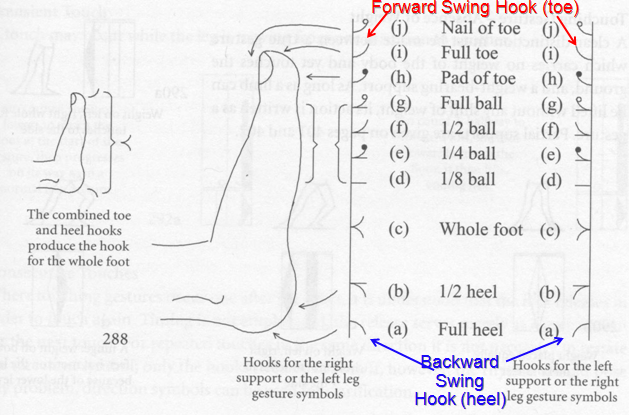 Forward Swing Hook (toe)
(j) Nail of toe (j)
(i) Full toe (i)
(h) Pad of toe (h)
(g) Full ball (g)
(f) 1/2 ball (f)
(e) 1/4 ball (e)
(d) 1/8 ball (d)
(c) Whole foot (c)
(b) 1/2 heel (b)
(a) Full heel (a)
The combined toe
and heel hooks
produce the hook
for the whole foot
288
Hooks for the right
support or the left leg
gesture symbols
Backward
Swing
Hook (heel)
Hooks for the left
support or the right
leg gesture symbols